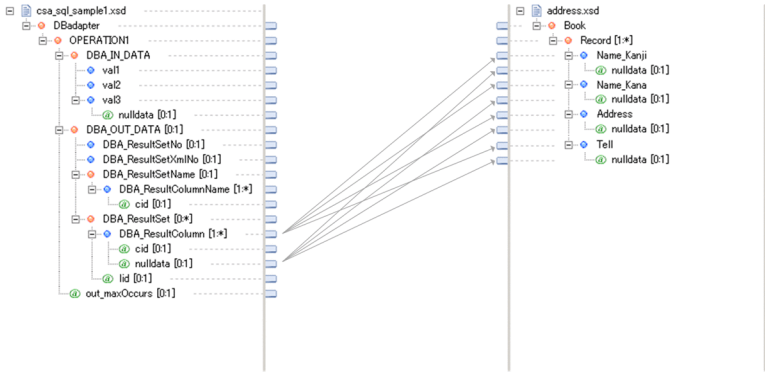 csa_sql_sample1.xsd
DBadapter
OPERATION1
DBA_IN_DATA
val1
val2
val3
nulldata [0:1]
DBA_OUT_DATA [0:1]
DBA_ResultSetNo [0:1]
DBA_ResultSetXmlNo [0:1]
DBA_ResultSetName [0:1]
DBA_ResultColumnName [1:*]
cid [0:1]
DBA_ResultSet [0:*]
DBA_ResultColumn [1:*]
cid [0:1]
nulldata [0:1]
lid [0:1]
out_maxOccurs [0:1]
address.xsd
Book
Record [1:*]
Name_Kanji
nulldata [0:1]
Name_Kana
nulldata [0:1]
Address
nulldata [0:1]
Tell
nulldata [0:1]